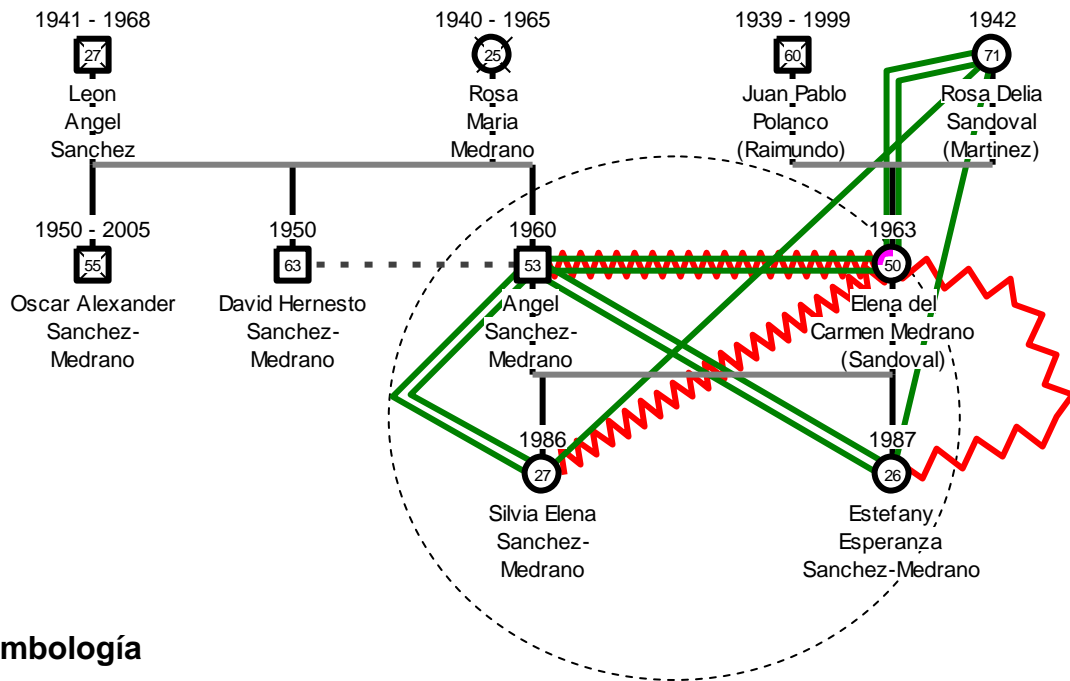 1941 - 1968
1940 - 1965
1939 - 1999
1942
27
25
60
71
Leon
Angel
Sanchez
Rosa
Maria
Medrano
Juan Pablo
Polanco
(Raimundo)
Rosa Delia
Sandoval
(Martinez)
1950 - 2005
1950
1960
1963
55
63
53
50
Oscar Alexander
Sanchez-
Medrano
David Hernesto
Sanchez-
Medrano
Angel
Sanchez-
Medrano
Elena del
Carmen Medrano
(Sandoval)
1986
1987
27
26
Silvia Elena
Sanchez-
Medrano
Estefany
Esperanza
Sanchez-Medrano
mbología